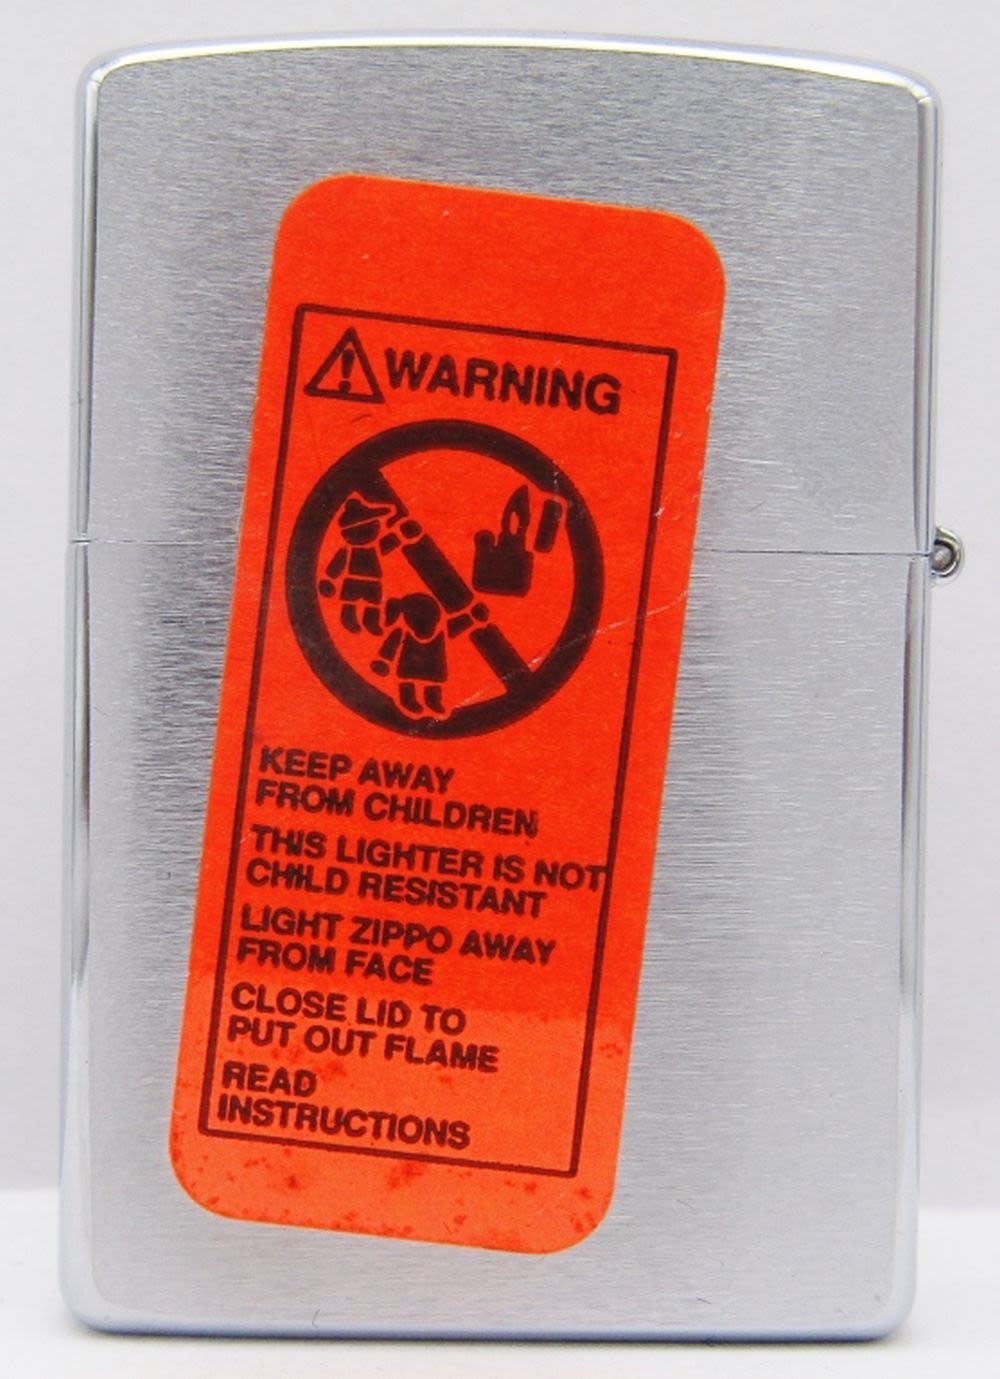 WARNING
KEEP AWAY
FROM CHILDREN
THIS LIGHTER IS NOT
CHILD RESISTANT
LIGHT ZIPPO AWAY
FROM FACE
CLOSE LID TO
PUT OUT FLAME
READ
INSTRUCTIONS